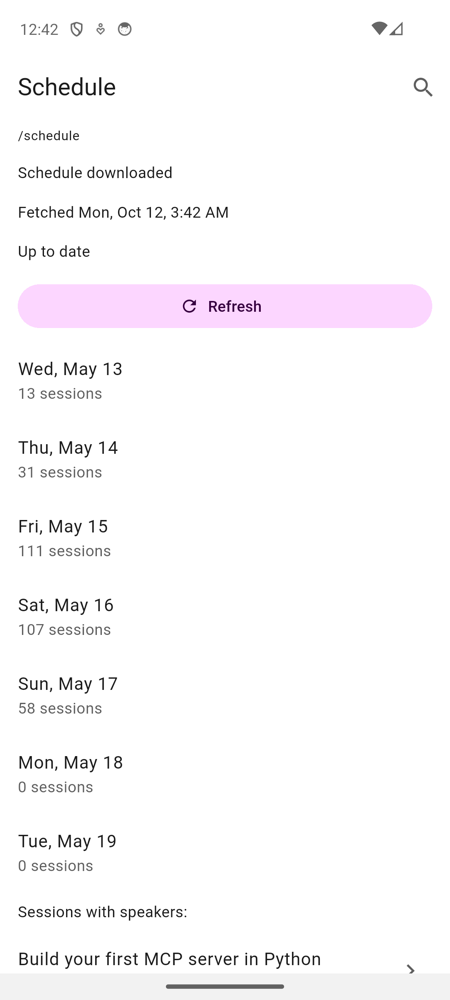 12:42
Schedule
/schedule
Schedule downloaded
Fetched Mon, Oct 12, 3:42 AM
Up to date
Refresh
Wed, May 13
13 sessions
Thu, May 14
31 sessions
Fri, May 15
111 sessions
Sat, May 16
107 sessions
Sun, May 17
58 sessions
Mon, May 18
0 sessions
Tue, May 19
0 sessions
Sessions with speakers:
Build your first MCP server in Python